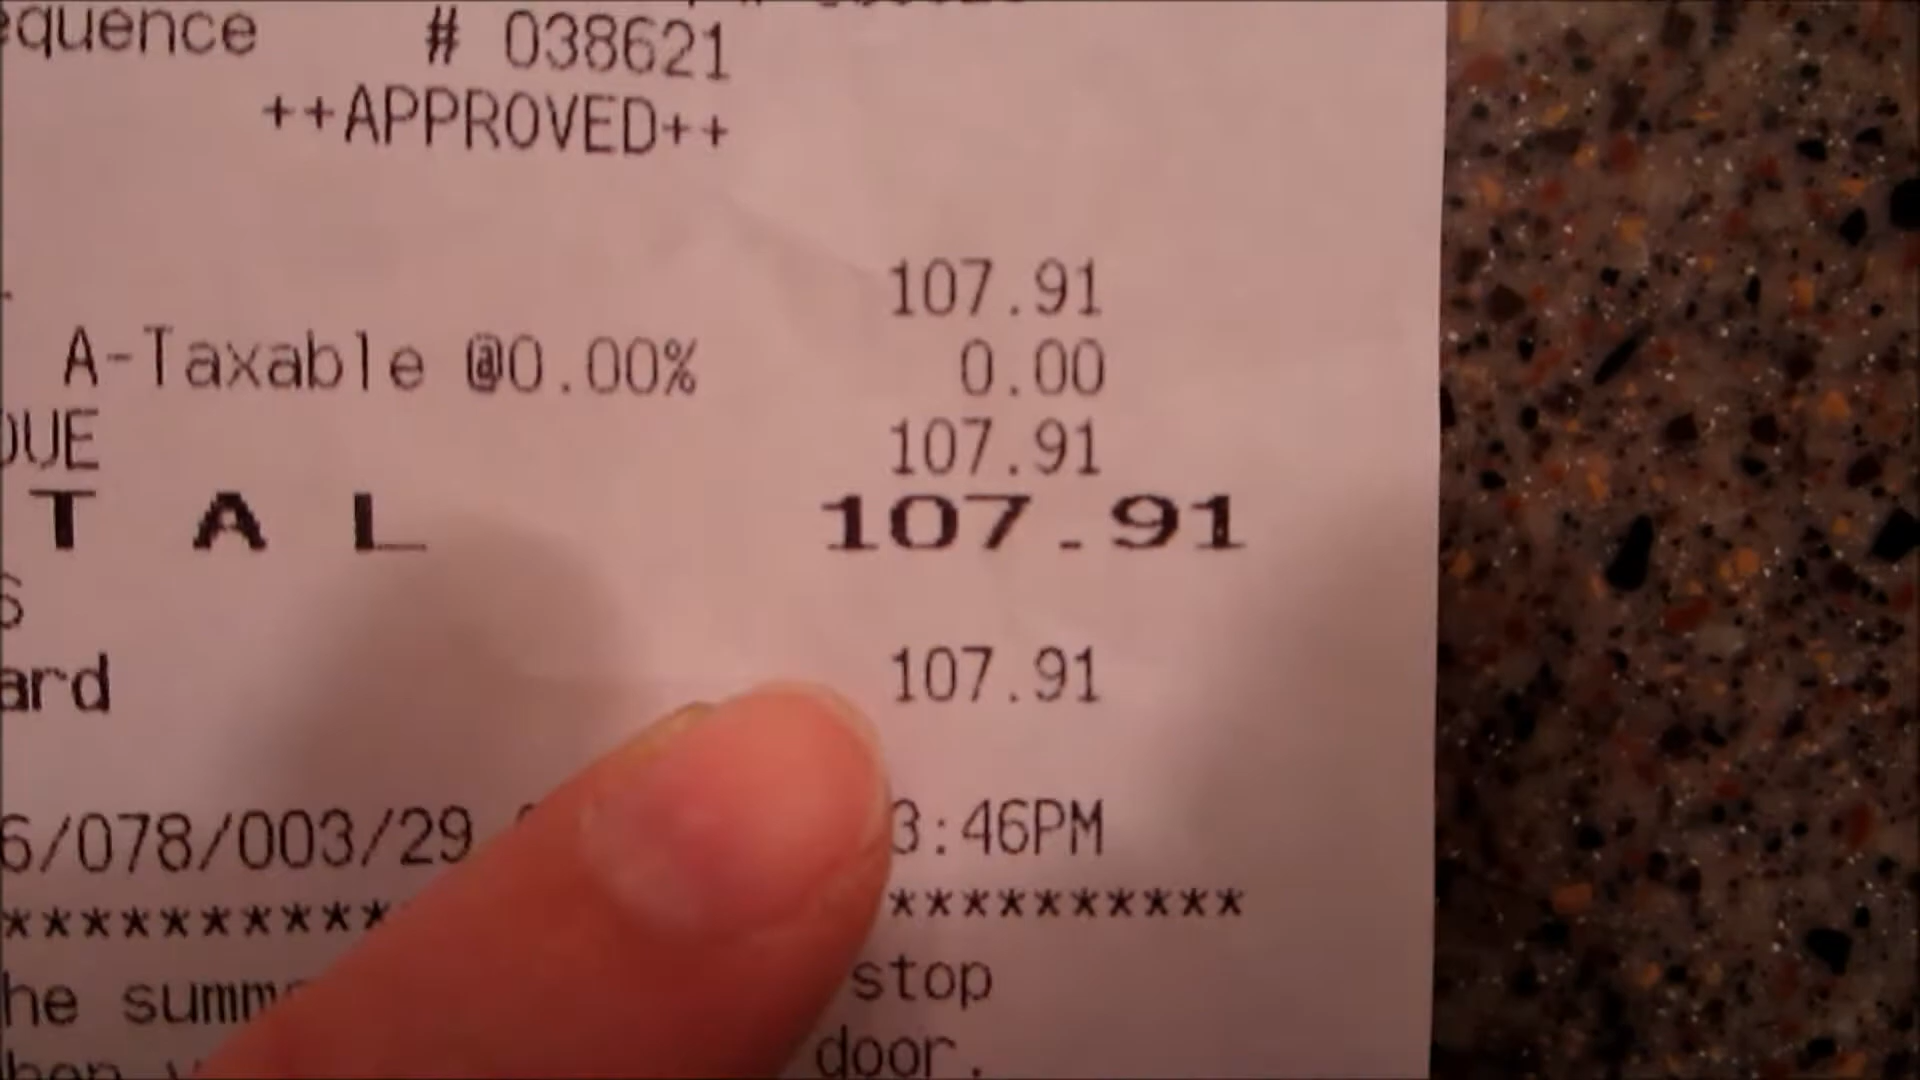 equence # 038621
++APPROVED++
107.91
A-Taxable @0.00% 0.00
DUE 107.91
T A L 107.91
ard 107.91
6/078/003/29 3:46PM
*********** **********
he summ stop
door.